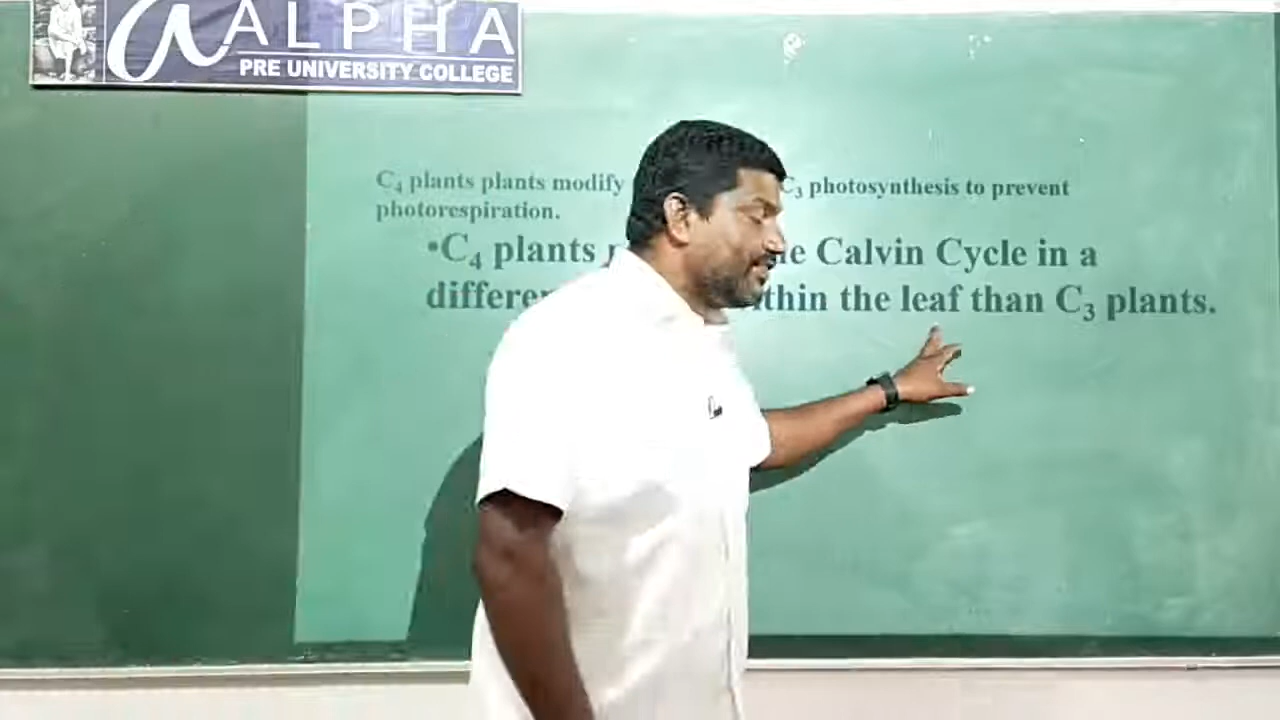 ALPHA
PRE UNIVERSITY COLLEGE
C₄ plants plants modify C₃ photosynthesis to prevent
photorespiration.
•C₄ plants Calvin Cycle in a
the leaf than C₃ plants.